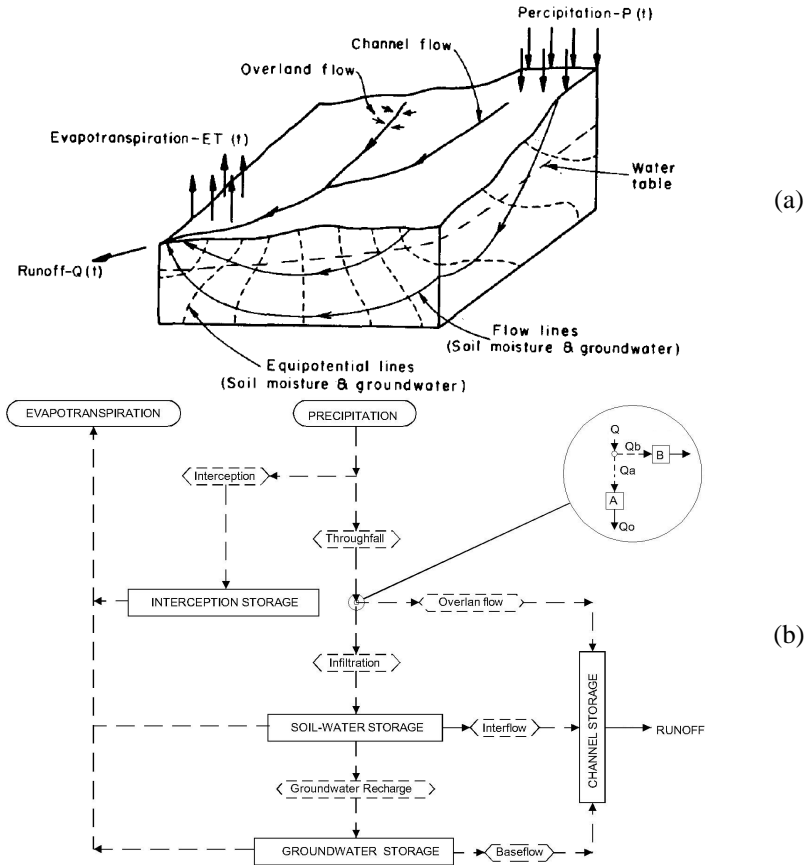 Percipitation-P(t)
Channel flow
Overland flow
Evapotranspiration-ET(t)
Water
table
(a)
Runoff-Q(t)
Flow lines
(Soil moisture & groundwater)
Equipotential lines
(Soil moisture & groundwater)
EVAPOTRANSPIRATION
PRECIPITATION
Q
Qb
B
Qa
A
Qo
Interception
Throughfall
INTERCEPTION STORAGE
Overlan flow
(b)
Infiltration
SOIL-WATER STORAGE
Interflow
CHANNEL STORAGE
RUNOFF
Groundwater Recharge
GROUNDWATER STORAGE
Baseflow